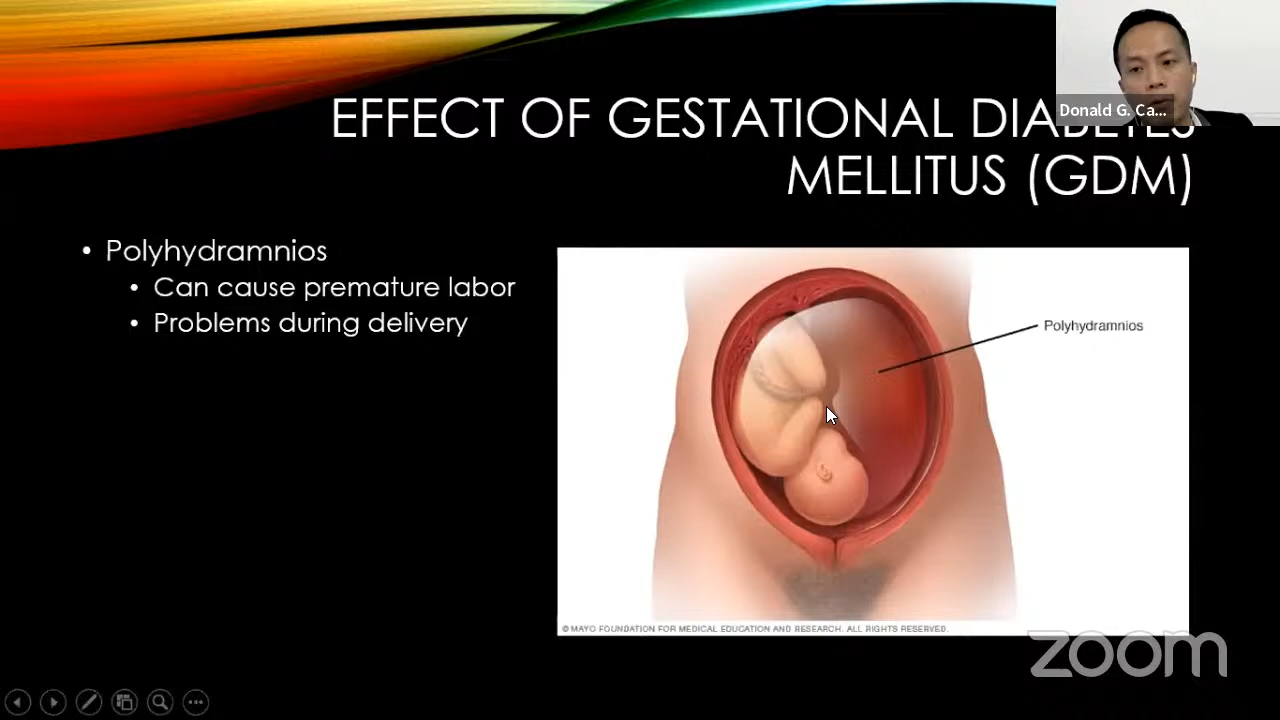 Donald G. Ca...
EFFECT OF GESTATIONAL DIABETES
MELLITUS (GDM)
• Polyhydramnios
• Can cause premature labor
• Problems during delivery
Polyhydramnios
© MAYO FOUNDATION FOR MEDICAL EDUCATION AND RESEARCH. ALL RIGHTS RESERVED.
zoom